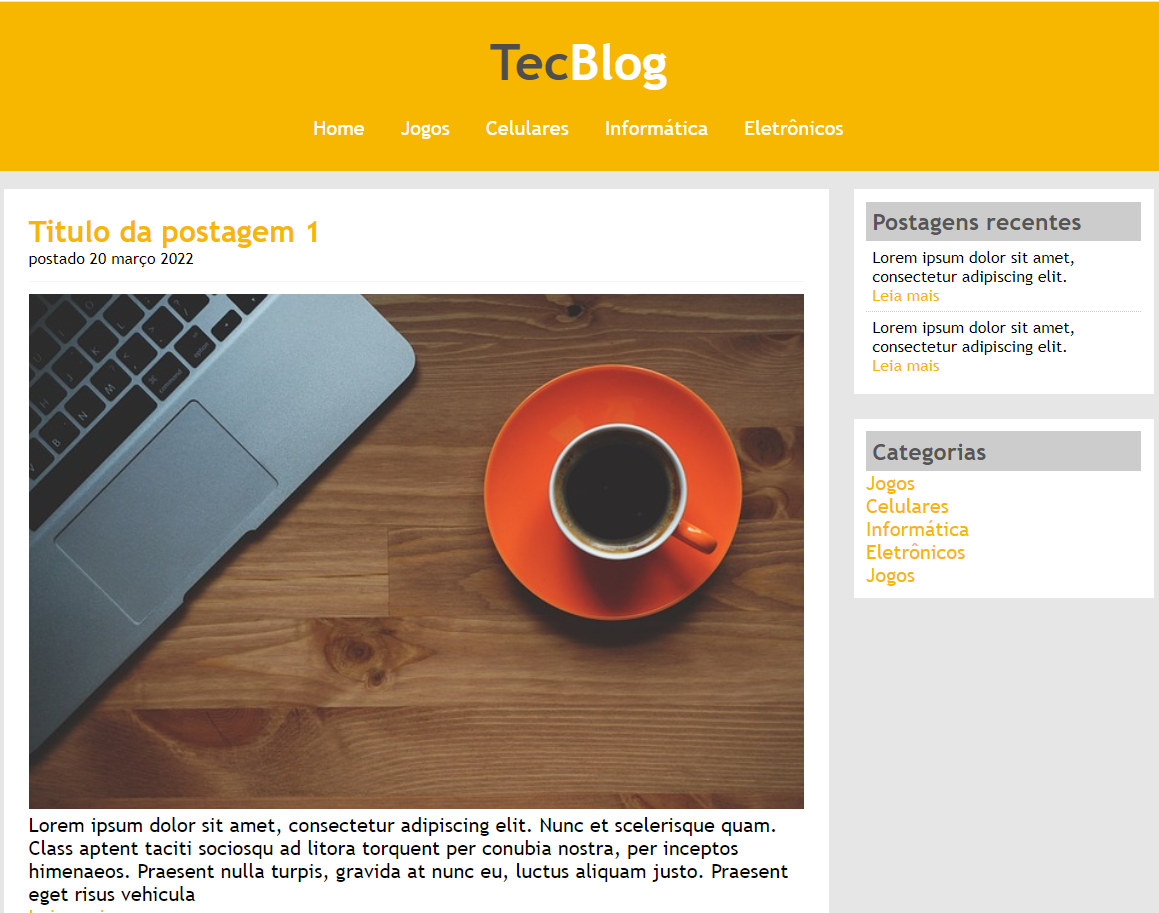 TecBlog
Home Jogos Celulares Informática Eletrônicos
Titulo da postagem 1
postado 20 março 2022
option
command
Lorem ipsum dolor sit amet, consectetur adipiscing elit. Nunc et scelerisque quam.
Class aptent taciti sociosqu ad litora torquent per conubia nostra, per inceptos
himenaeos. Praesent nulla turpis, gravida at nunc eu, luctus aliquam justo. Praesent
eget risus vehicula
Postagens recentes
Lorem ipsum dolor sit amet,
consectetur adipiscing elit.
Leia mais
Lorem ipsum dolor sit amet,
consectetur adipiscing elit.
Leia mais
Categorias
Jogos
Celulares
Informática
Eletrônicos
Jogos